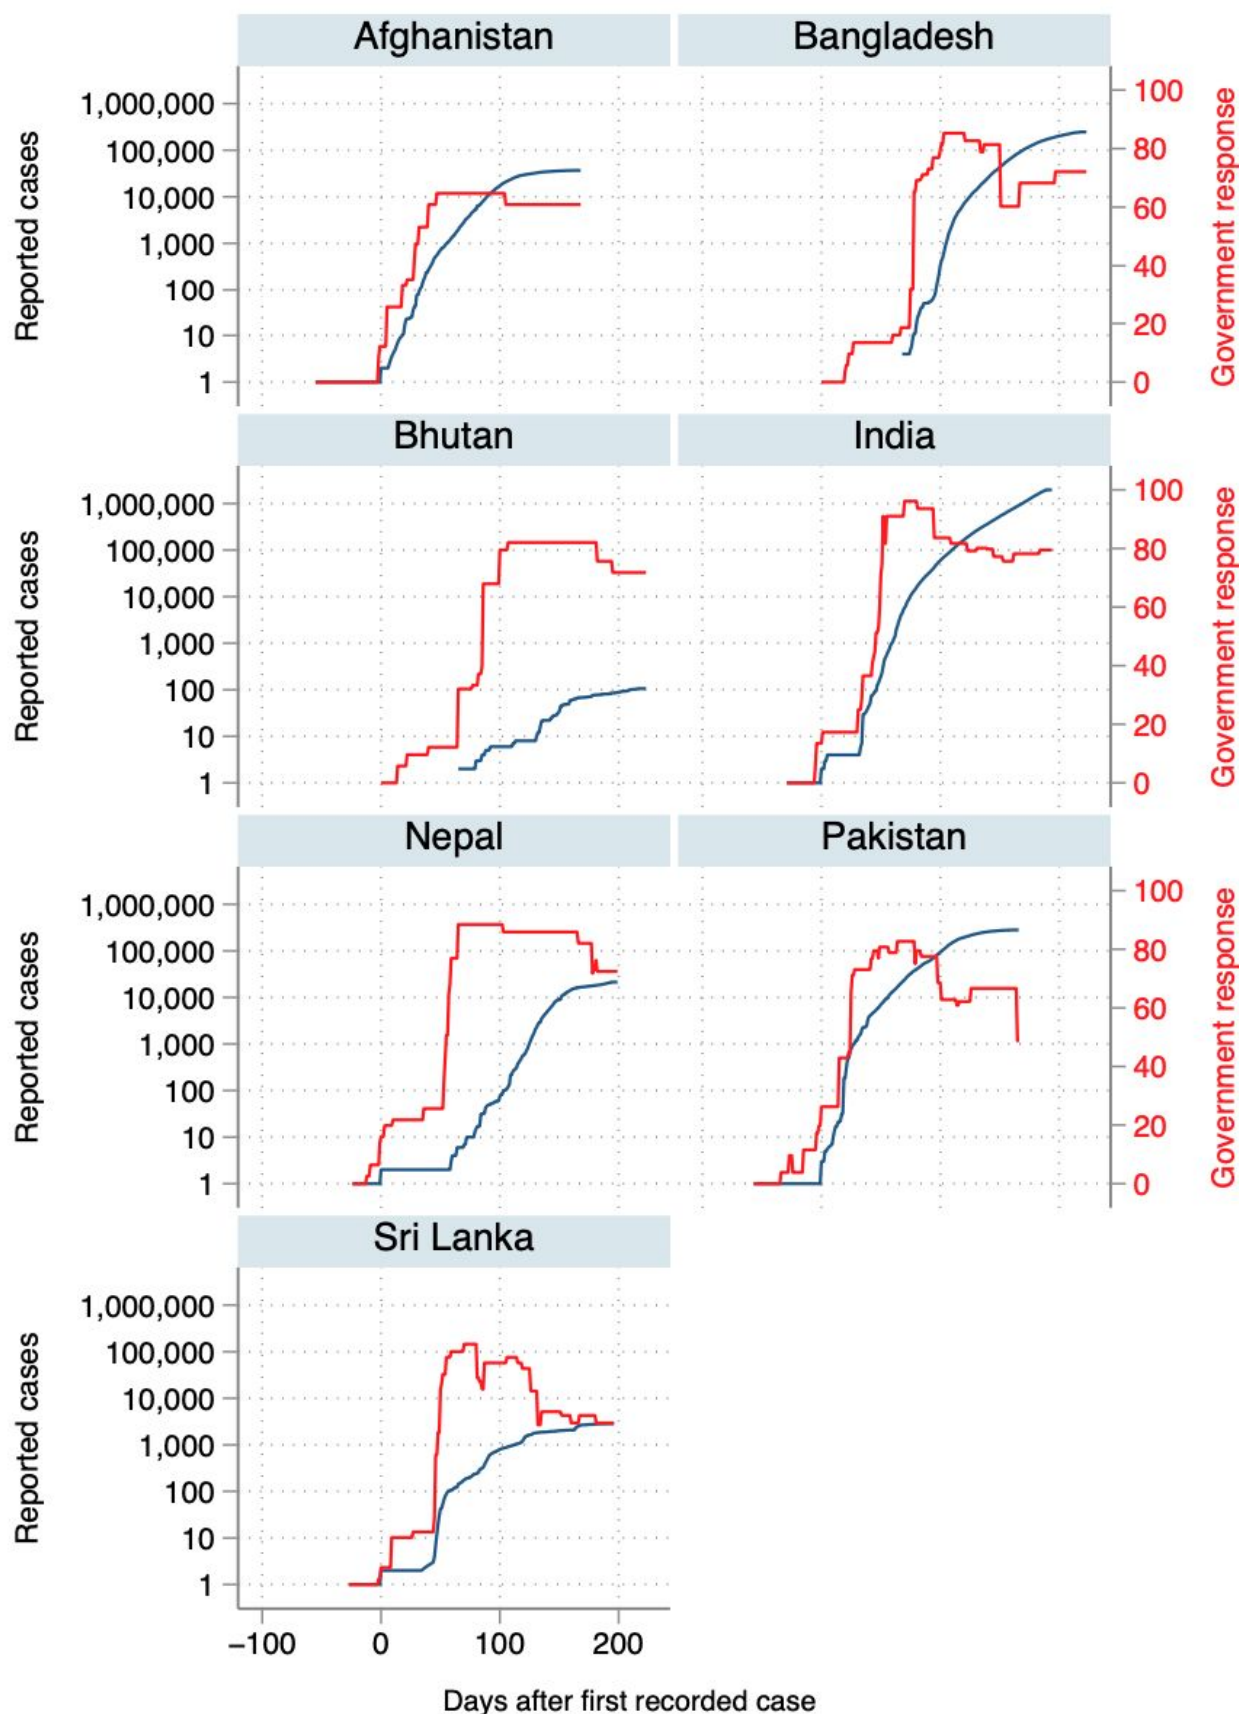 Afghanistan
Bangladesh
Reported cases
1,000,000
100,000
10,000
1,000
100
10
1
100
80
60
40
20
0
Government response
Bhutan
India
Reported cases
1,000,000
100,000
10,000
1,000
100
10
1
100
80
60
40
20
0
Government response
Nepal
Pakistan
Reported cases
1,000,000
100,000
10,000
1,000
100
10
1
100
80
60
40
20
0
Government response
Sri Lanka
Reported cases
1,000,000
100,000
10,000
1,000
100
10
1
−100 0 100 200
Days after first recorded case